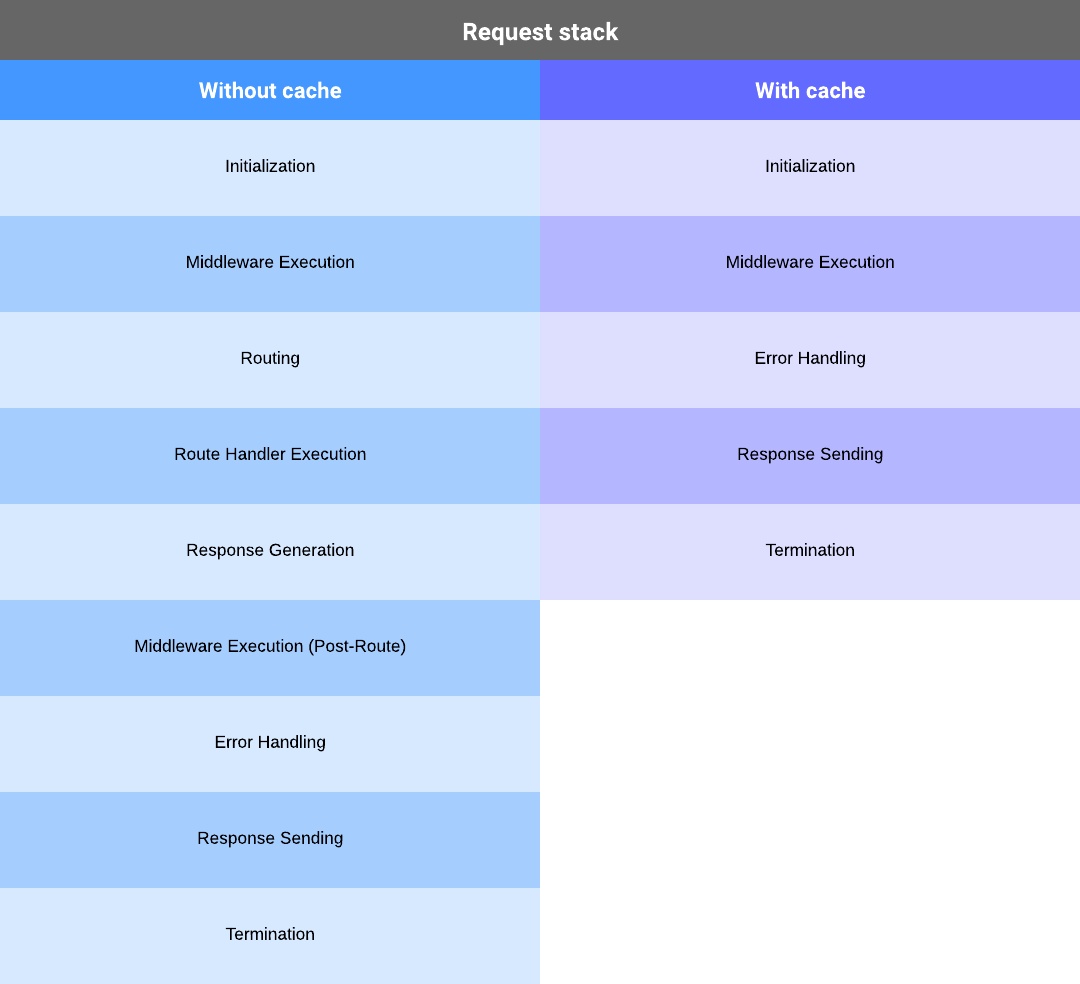 Request stack
Without cache
With cache
Initialization
Initialization
Middleware Execution
Middleware Execution
Routing
Error Handling
Route Handler Execution
Response Sending
Response Generation
Termination
Middleware Execution (Post-Route)
Error Handling
Response Sending
Termination